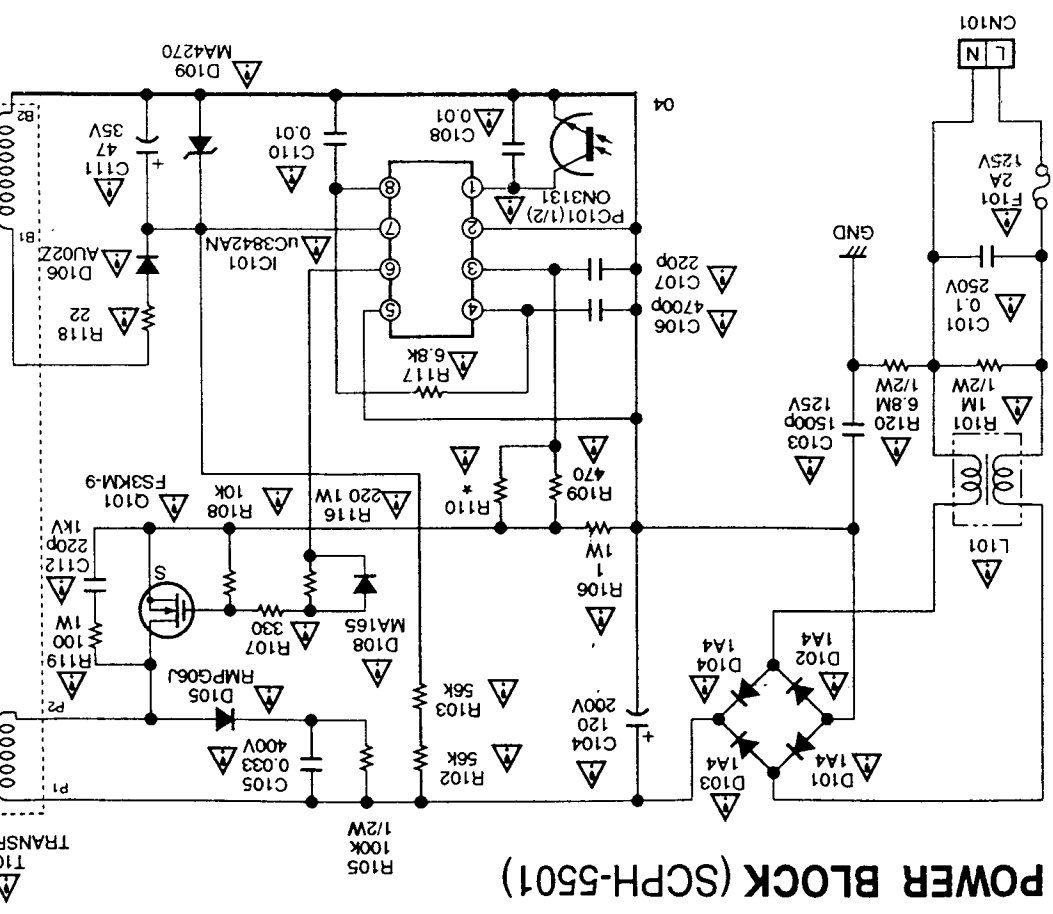 POWER BLOCK (SCPH-5501)
R105
100k
1/2W
T10
TRANSF
D101
1A4
D103
1A4
C104
120
200V
+
R102
56k
C105
0.033
400V
P1
D102
1A4
D104
1A4
R103
56k
D105
RMPG06J
P2
R106
1
1W
D108
MA165
R107
330
R119
100
1W
S
C112
220p
1kV
L101
R109
470
R110
*
R116
220 1W
R108
10k
Q101
FS3KM-9
R101
1M
1/2W
R120
6.8M
1/2W
C103
1500p
125V
R117
6.8k
C101
0.1
250V
C106
4700p
C107
220p
4
5
3
6
2
7
1
8
R118
22
IC101
uC3842AN
D106
AU02Z
B1
GND
F101
2A
125V
PC101(1/2)
ON3131
C108
0.01
C110
0.01
C111
47
35V
+
B2
04
D109
MA4270
L N
CN101